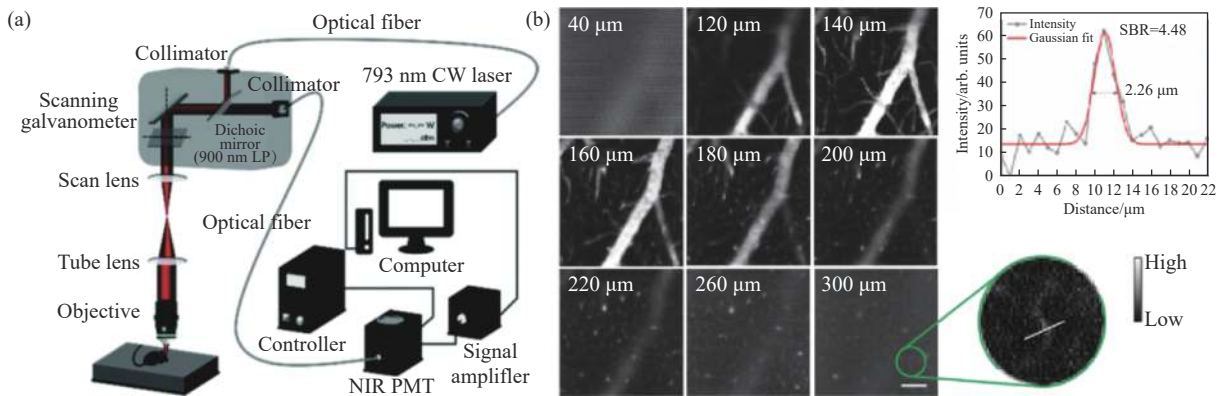 (a)
Optical fiber
Collimator
Collimator
793 nm CW laser
Scanning
galvanometer
Dichoic
mirror
(900 nm LP)
Scan lens
Optical fiber
Tube lens
Computer
Objective
Controller
Signal
amplifler
NIR PMT
(b)
40 μm
120 μm
140 μm
160 μm
180 μm
200 μm
220 μm
260 μm
300 μm
Intensity/arb. units
70
60
50
40
30
20
10
0
Intensity
Gaussian fit
SBR=4.48
2.26 μm
0 2 4 6 8 10 12 14 16 18 20 22
Distance/μm
High
Low